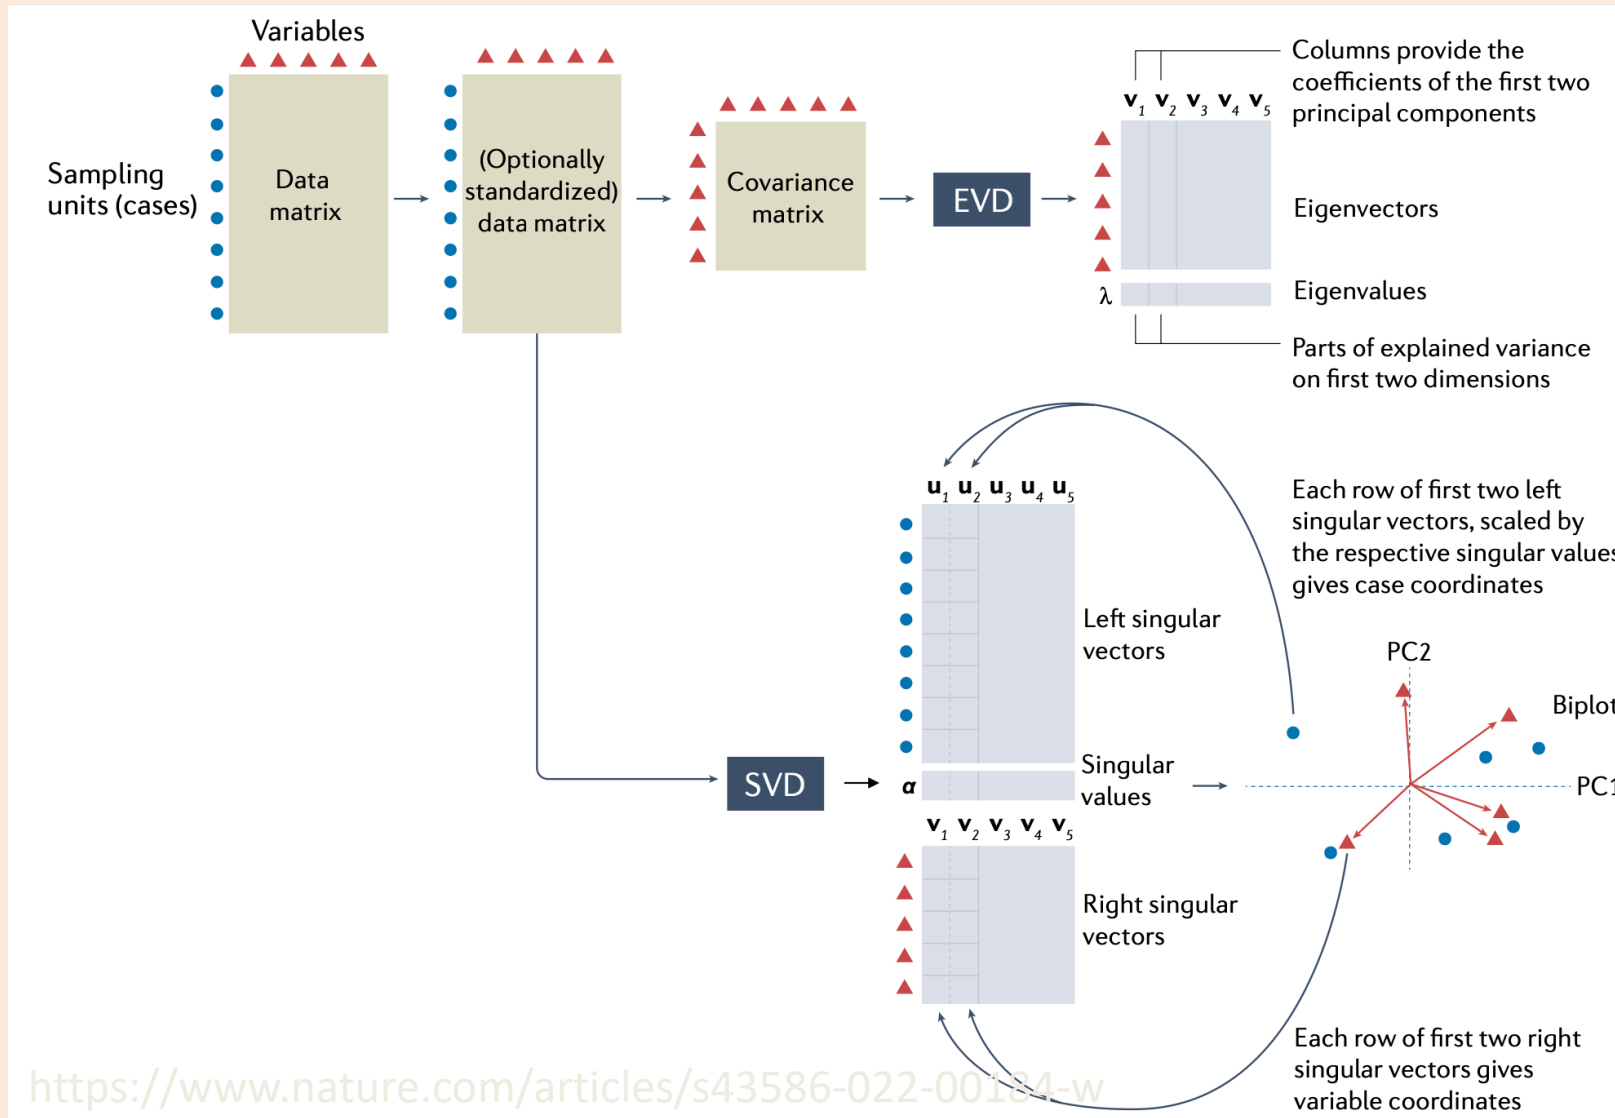 Variables
Sampling
units (cases)
Data
matrix
(Optionally
standardized)
data matrix
Covariance
matrix
EVD
v1 v2 v3 v4 v5
Columns provide the
coefficients of the first two
principal components
Eigenvectors
λ
Eigenvalues
Parts of explained variance
on first two dimensions
u1 u2 u3 u4 u5
Each row of first two left
singular vectors, scaled by
the respective singular values
gives case coordinates
Left singular
vectors
PC2
Biplot
SVD
α
Singular
values
PC1
v1 v2 v3 v4 v5
Right singular
vectors
Each row of first two right
singular vectors gives
variable coordinates
https://www.nature.com/articles/s43586-022-00184-w